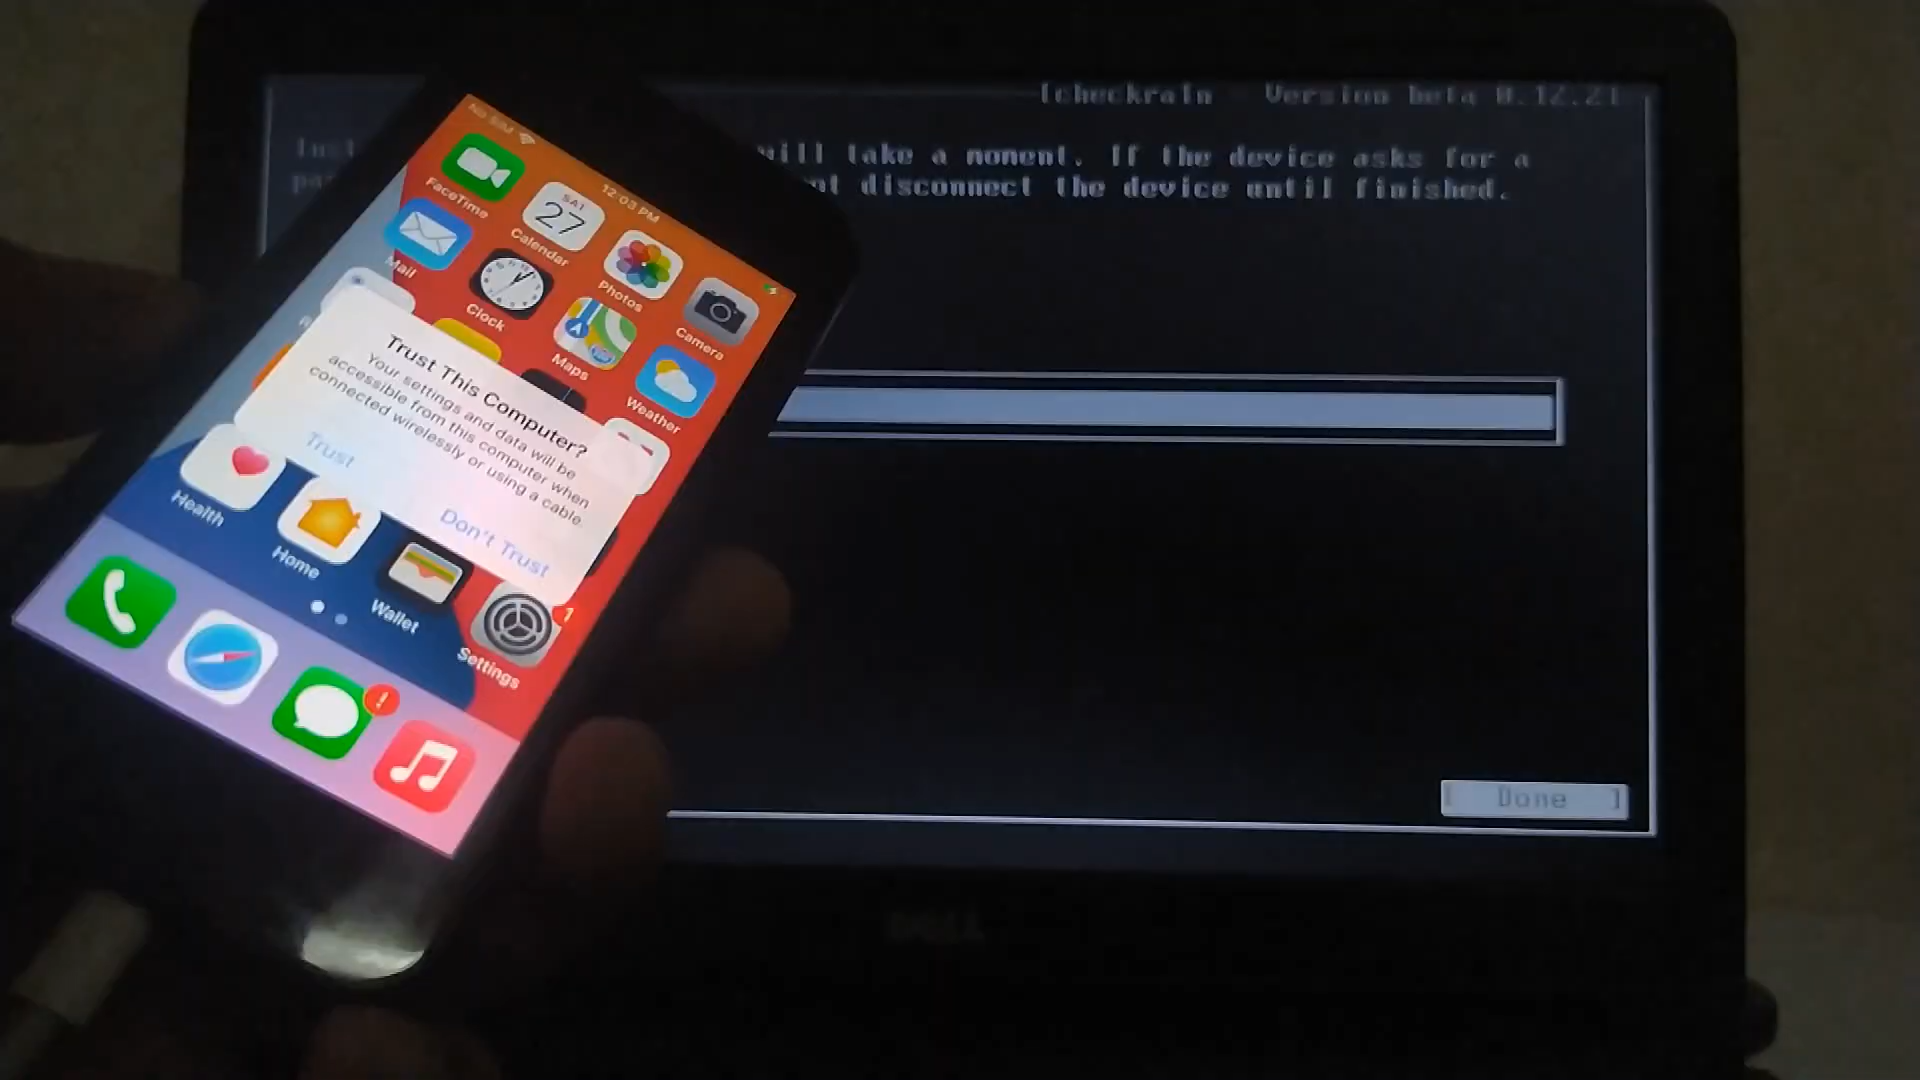 [checkra1n - Version beta 0.12.2]
will take a moment. If the device asks for a
disconnect the device until finished.
[ Done ]
No SIM
12:03 PM
FaceTime
SAT
27
Calendar
Photos
Camera
Mail
Clock
Maps
Weather
Trust This Computer?
Your settings and data will be
accessible from this computer when
connected wirelessly or using a cable.
Trust
Don't Trust
Health
Home
Wallet
Settings
1
!
DELL